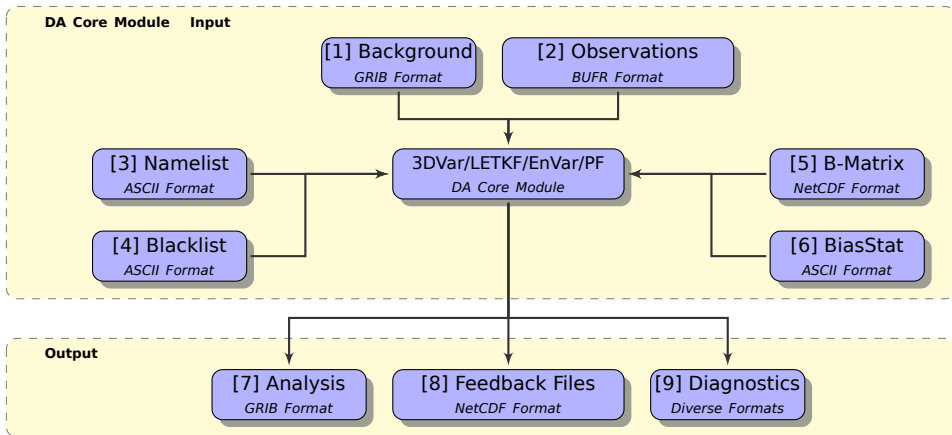 DA Core Module Input
[1] Background
GRIB Format
[2] Observations
BUFR Format
[3] Namelist
ASCII Format
3DVar/LETKF/EnVar/PF
DA Core Module
[5] B-Matrix
NetCDF Format
[4] Blacklist
ASCII Format
[6] BiasStat
ASCII Format
Output
[7] Analysis
GRIB Format
[8] Feedback Files
NetCDF Format
[9] Diagnostics
Diverse Formats